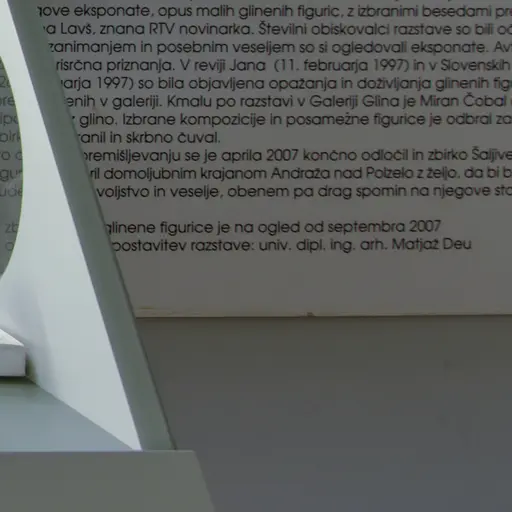 gove eksponate, opus malih glinenih figuric, z izbranimi besedami
na Lavš, znana RTV novinarka. Številni obiskovalci razstave so bili
zanimanjem in posebnim veseljem so si ogledovali eksponate.
prisrčna priznanja. V reviji Jana (11. februarja 1997) in v Slovenskih
arja 1997) so bila objavljena opažanja in doživljanja glinenih
enih v galeriji. Kmalu po razstavi v Galeriji Glina je Miran Čobal
glino. Izbrane kompozicije in posamezne figurice je odbral
anil in skrbno čuval.
premišljevanju se je aprila 2007 končno odločil in zbirko Šaljive
ril domoljubnim krajanom Andraža nad Polzelo z željo, da bi
voljstvo in veselje, obenem pa drag spomin na njegove
glinene figurice je na ogled od septembra 2007
postavitev razstave: univ. dipl. ing. arh. Matjaž Deu